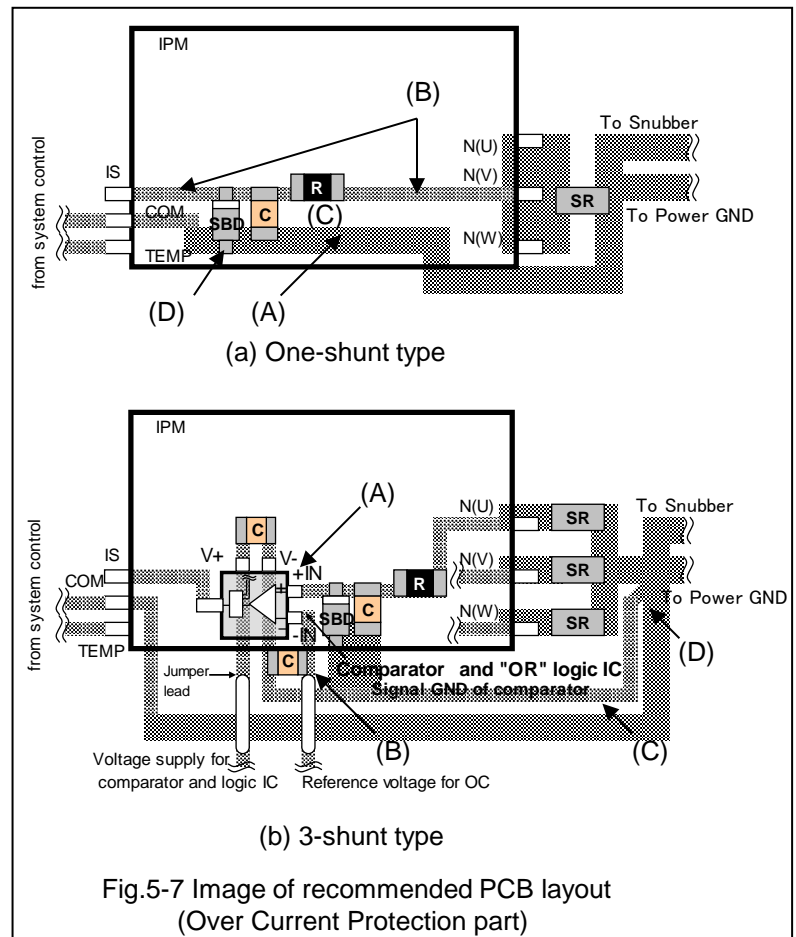 IPM
(B)
To Snubber
N(U)
IS
N(V)
R
SR
COM
SBD
C
(C)
To Power GND
from system control
TEMP
N(W)
(D)
(A)
(a) One-shunt type
IPM
(A)
C
N(U)
To Snubber
SR
IS
V+
V-
+IN
R
N(V)
SR
COM
+
To Power GND
from system control
-
SBD
C
N(W)
SR
-IN
(D)
TEMP
C
Comparator and "OR" logic IC
Jumper
lead
Signal GND of comparator
(B)
(C)
Voltage supply for
comparator and logic IC
Reference voltage for OC
(b) 3-shunt type
Fig.5-7 Image of recommended PCB layout
(Over Current Protection part)